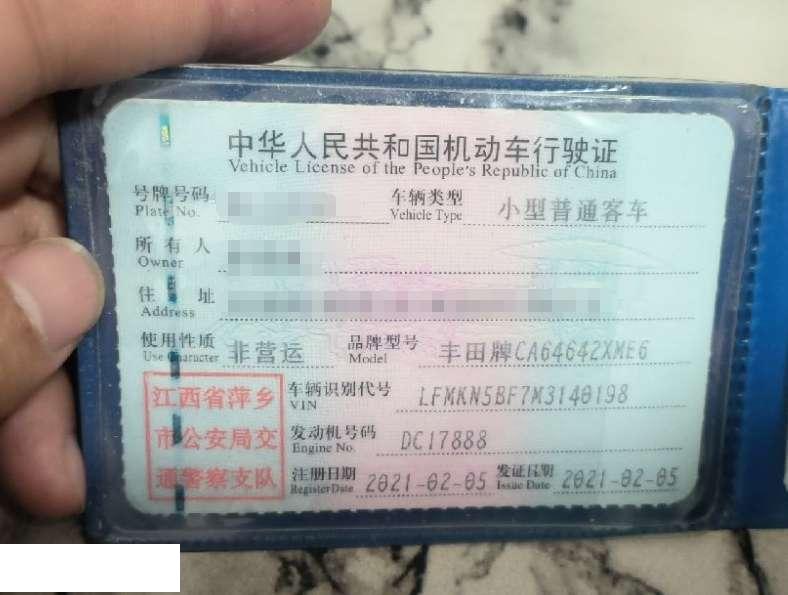 中华人民共和国机动车行驶证
Vehicle License of the People's Republic of China
号牌号码 车辆类型 小型普通客车
Plate No. Vehicle Type
所有人
Owner
住址
Address
使用性质 非营运 品牌型号 丰田牌CA64642XME6
Use Character Model
江西省萍乡 车辆识别代号 LFMKN5BF7M3140198
VIN
市公安局交 发动机号码 DC17888
Engine No.
通警察支队 注册日期 2021-02-05 发证日期 2021-02-05
Register Date Issue Date